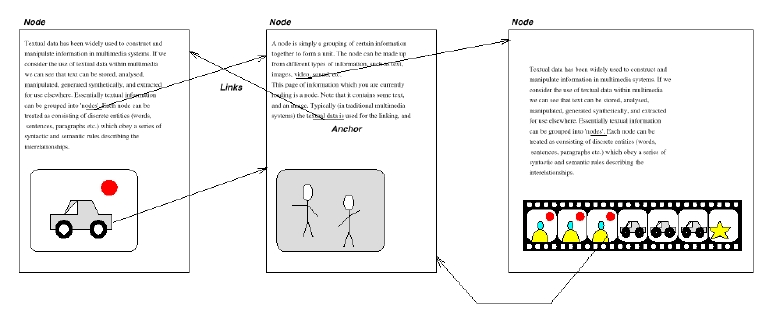 Node
Textual data has been widely used to construct and
manipulate information in multimedia systems. If we
consider the use of textual data within multimedia
we can see that text can be stored, analysed,
manipulated, generated synthetically, and extracted
for use elsewhere. Essentially textual information
can be grouped into 'nodes'. Each node can be
treated as consisting of discrete entities (words,
sentences, paragraphs etc.) which obey a series of
syntactic and semantic rules describing the
interelationships.
Links
Node
A node is simply a grouping of certain information
together to form a unit. The node can be made up
from different types of information, such as text,
images, video, sound, etc.
This page of information which you are currently
reading is a node. Note that it contains some text,
and an image. Typically (in traditional multimedia
systems) the textual data is used for the linking, and
Anchor
Node
Textual data has been widely used to construct and
manipulate information in multimedia systems. If we
consider the use of textual data within multimedia
we can see that text can be stored, analysed,
manipulated, generated synthetically, and extracted
for use elsewhere. Essentially textual information
can be grouped into 'nodes'. Each node can be
treated as consisting of discrete entities (words,
sentences, paragraphs etc.) which obey a series of
syntactic and semantic rules describing the
interelationships.